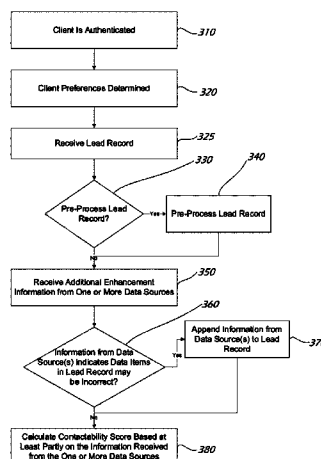 Client Is Authenticated
310
Client Preferences Determined
320
Receive Lead Record
325
330
340
Pre-Process Lead
Record?
Yes
Pre-Process Lead Record
No
350
Receive Additional Enhancement
Information from One or More Data Sources
360
Information from Data
Source(s) Indicates Data Items
in Lead Record may
be Incorrect?
Yes
Append Information from
Data Source(s) to Lead
Record
37
No
Calculate Contactability Score Based at
Least Partly on the Information Received
from the One or More Data Sources
380